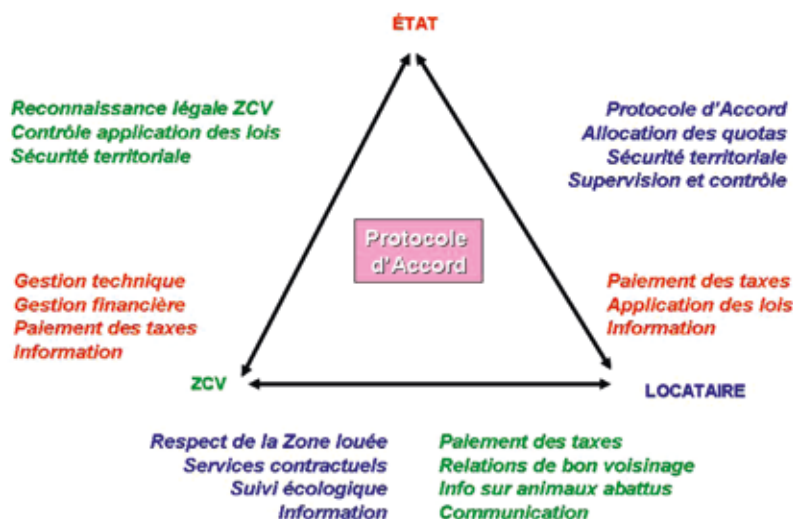 ÉTAT
Reconnaissance légale ZCV
Contrôle application des lois
Sécurité territoriale
Protocole d'Accord
Allocation des quotas
Sécurité territoriale
Supervision et contrôle
Protocole
d'Accord
Gestion technique
Gestion financière
Paiement des taxes
Information
Paiement des taxes
Application des lois
Information
ZCV
LOCATAIRE
Respect de la Zone louée
Services contractuels
Suivi écologique
Information
Paiement des taxes
Relations de bon voisinage
Info sur animaux abattus
Communication